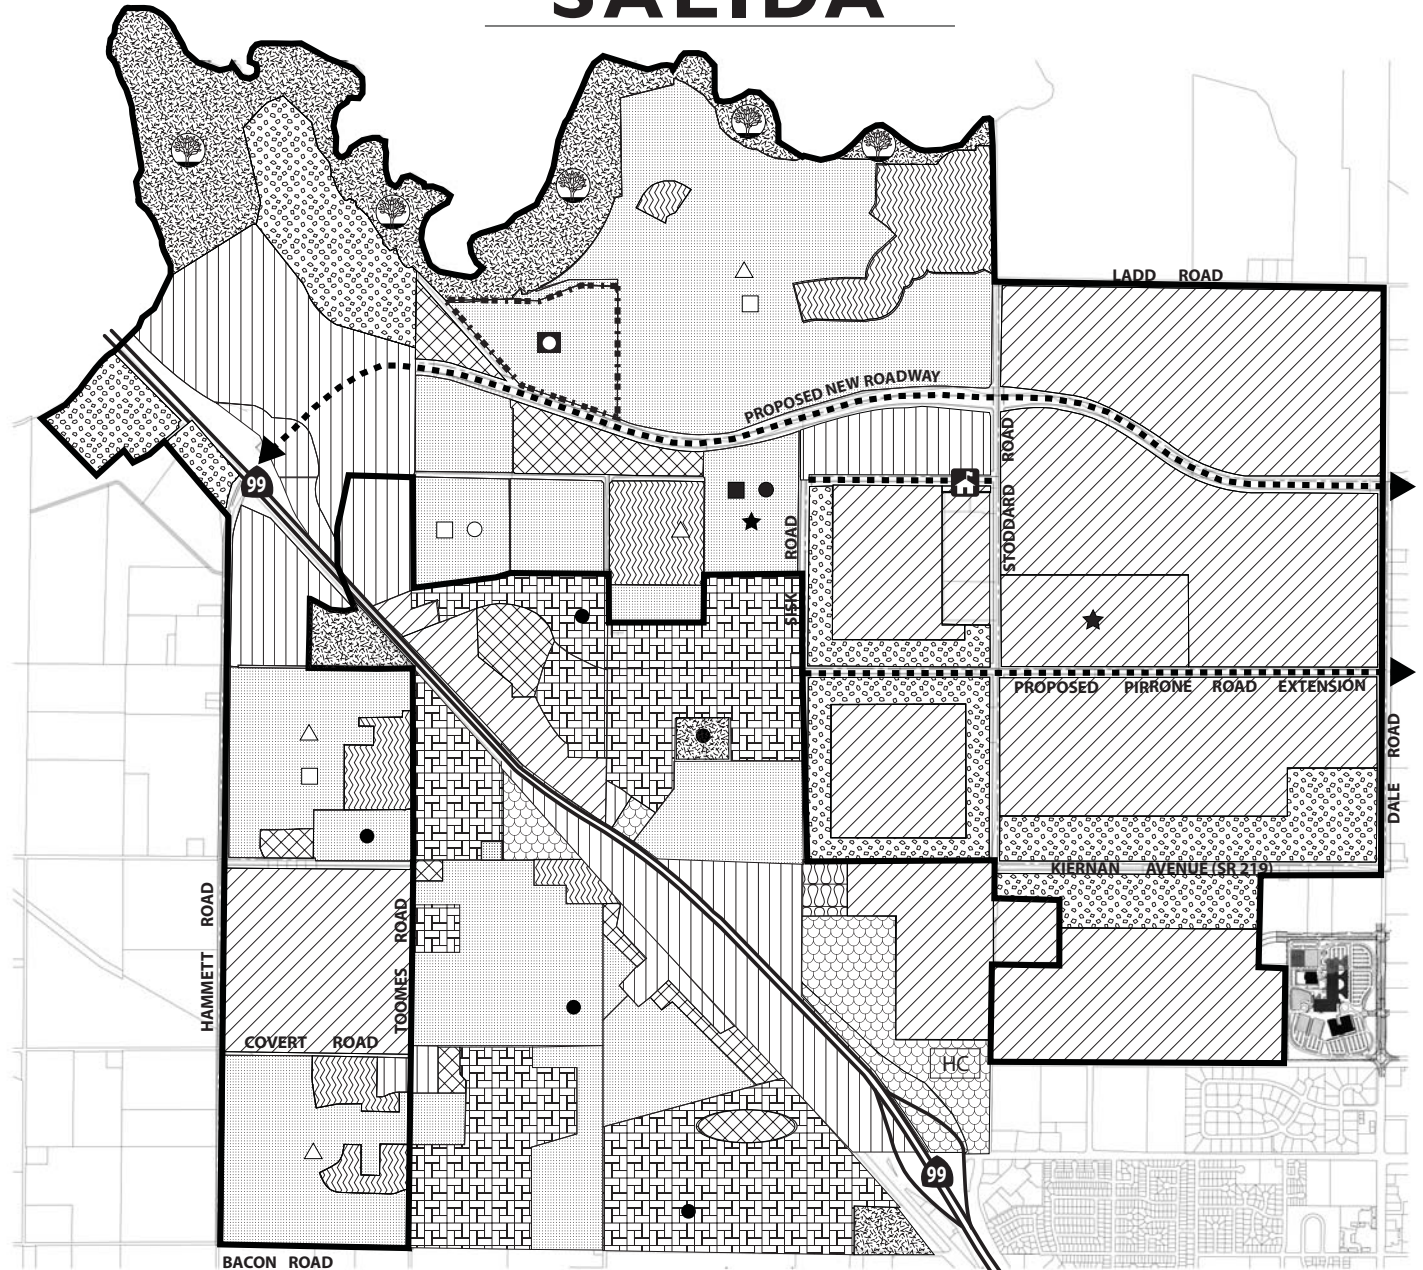 SALIDA
LADD ROAD
PROPOSED NEW ROADWAY
ROAD
STODDARD
99
ROAD
SISK
PROPOSED PIRRONE ROAD EXTENSION
ROAD
DALE
KIERNAN AVENUE (SR 219)
ROAD
HAMMETT
ROAD
TOOMES
COVERT ROAD
HC
99
BACON ROAD